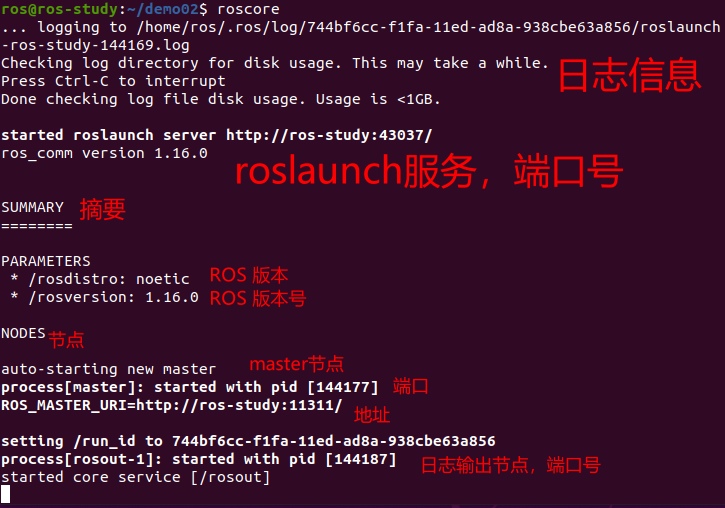 ros@ros-study:~/demo02$ roscore
... logging to /home/ros/.ros/log/744bf6cc-f1fa-11ed-ad8a-938cbe63a856/roslaunch
-ros-study-144169.log
Checking log directory for disk usage. This may take a while.
Press Ctrl-C to interrupt
日志信息
Done checking log file disk usage. Usage is <1GB.
started roslaunch server http://ros-study:43037/
ros_comm version 1.16.0
roslaunch服务，端口号
SUMMARY 摘要
========
PARAMETERS
* /rosdistro: noetic ROS 版本
* /rosversion: 1.16.0 ROS 版本号
NODES 节点
auto-starting new master master节点
process[master]: started with pid [144177] 端口
ROS_MASTER_URI=http://ros-study:11311/ 地址
setting /run_id to 744bf6cc-f1fa-11ed-ad8a-938cbe63a856
process[rosout-1]: started with pid [144187] 日志输出节点，端口号
started core service [/rosout]